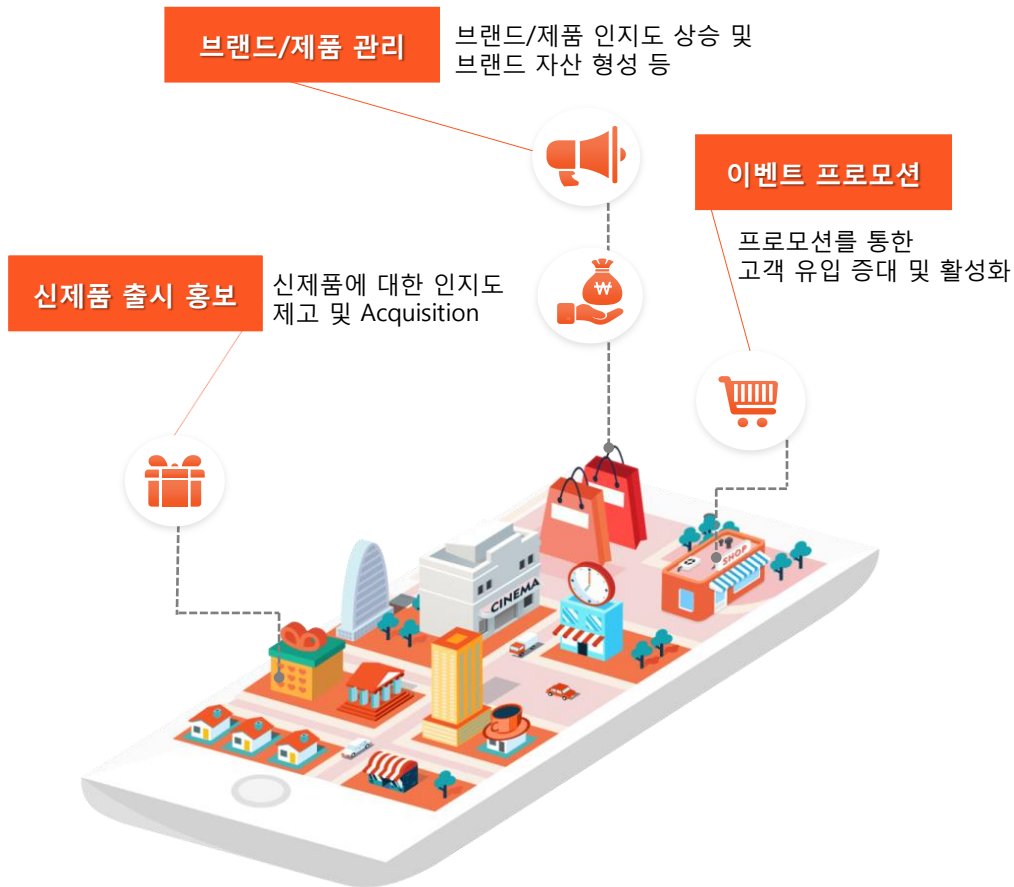 브랜드/제품 관리
브랜드/제품 인지도 상승 및
브랜드 자산 형성 등
이벤트 프로모션
프로모션를 통한
고객 유입 증대 및 활성화
신제품 출시 홍보
신제품에 대한 인지도
제고 및 Acquisition
₩
CINEMA
SHOP